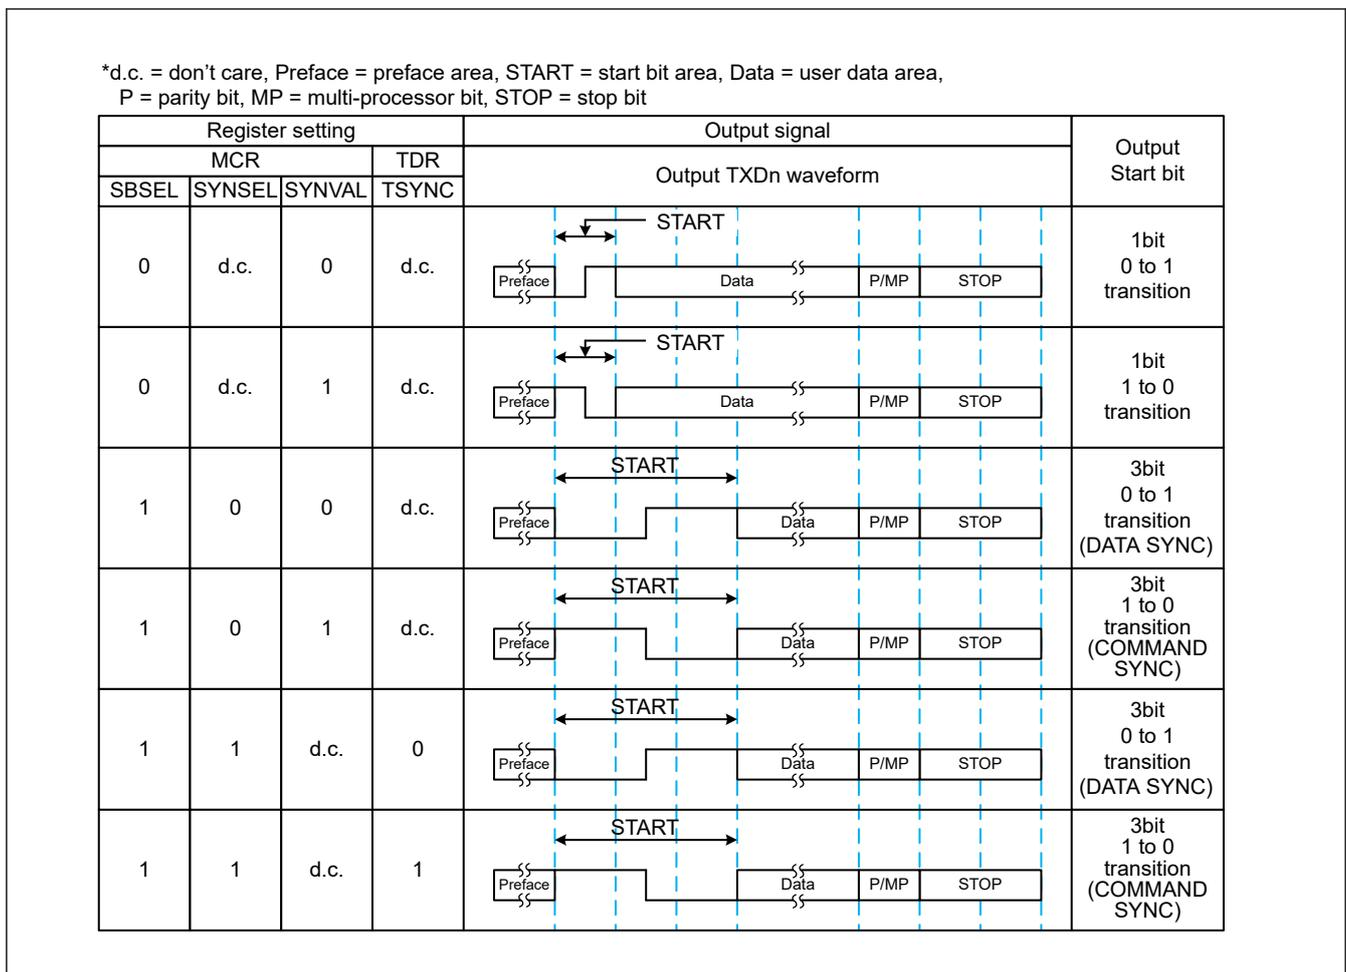 *d.c. = don't care, Preface = preface area, START = start bit area, Data = user data area,
P = parity bit, MP = multi-processor bit, STOP = stop bit
Register setting
Output signal
Output
Start bit
MCR
TDR
Output TXDn waveform
SBSEL
SYNSEL
SYNVAL
TSYNC
0
d.c.
0
d.c.
START
Preface
Data
P/MP
STOP
1bit
0 to 1
transition
0
d.c.
1
d.c.
START
Preface
Data
P/MP
STOP
1bit
1 to 0
transition
1
0
0
d.c.
START
Preface
Data
P/MP
STOP
3bit
0 to 1
transition
(DATA SYNC)
1
0
1
d.c.
START
Preface
Data
P/MP
STOP
3bit
1 to 0
transition
(COMMAND
SYNC)
1
1
d.c.
0
START
Preface
Data
P/MP
STOP
3bit
0 to 1
transition
(DATA SYNC)
1
1
d.c.
1
START
Preface
Data
P/MP
STOP
3bit
1 to 0
transition
(COMMAND
SYNC)